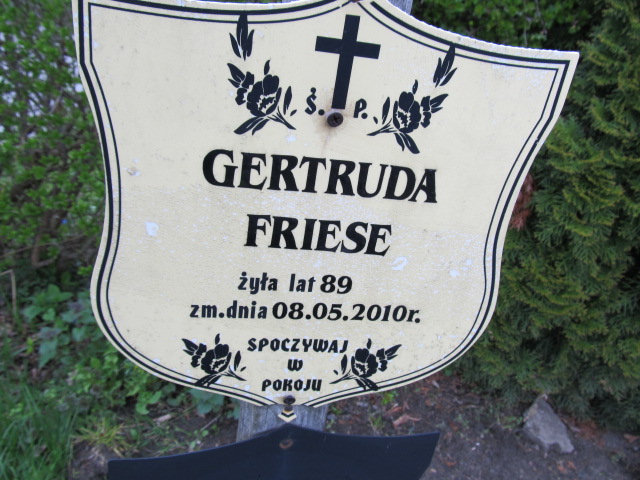 Ś. P.
GERTRUDA
FRIESE
żyła lat 89
zm.dnia 08.05.2010r.
SPOCZYWAJ
W
POKOJU